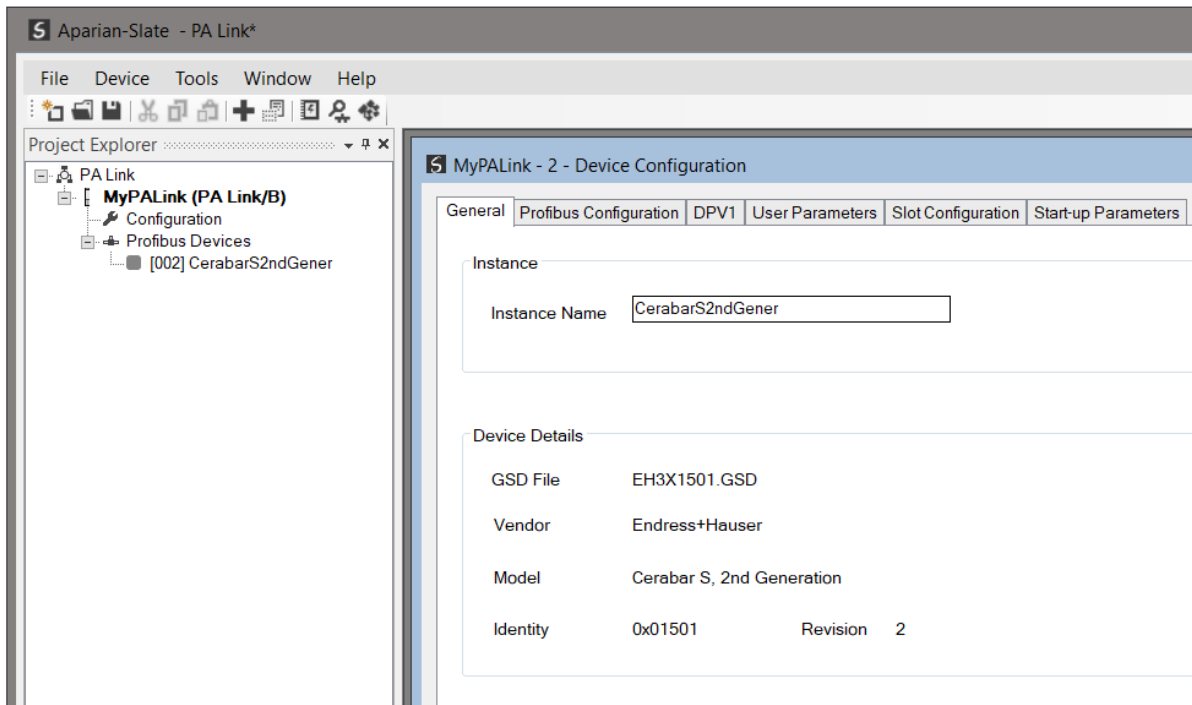 Aparian-Slate - PA Link*
File Device Tools Window Help
Project Explorer
PA Link
MyPALink (PA Link/B)
Configuration
Profibus Devices
[002] CerabarS2ndGener
MyPALink - 2 - Device Configuration
General Profibus Configuration DPV1 User Parameters Slot Configuration Start-up Parameters
Instance
Instance Name CerabarS2ndGener
Device Details
GSD File EH3X1501.GSD
Vendor Endress+Hauser
Model Cerabar S, 2nd Generation
Identity 0x01501 Revision 2